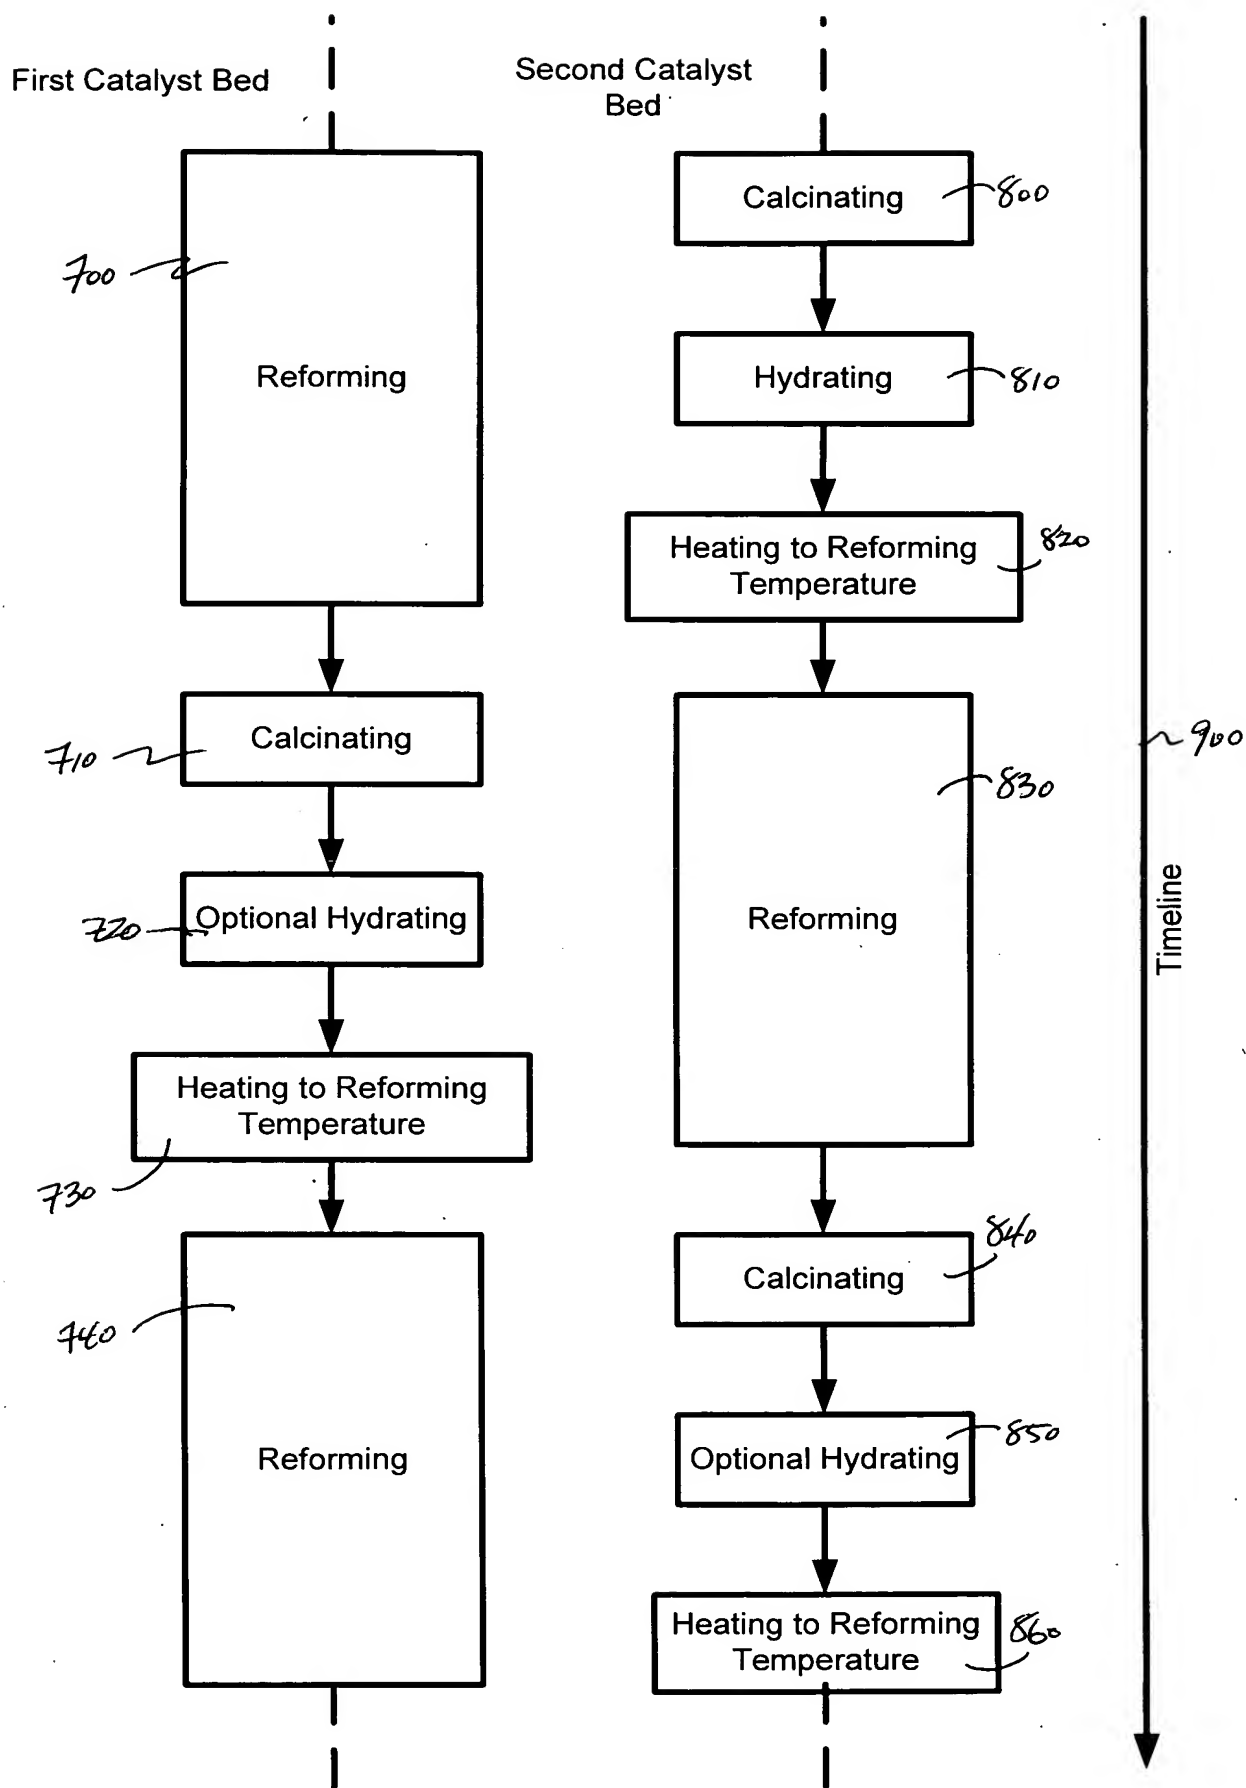 First Catalyst Bed
Second Catalyst
Bed
700
Reforming
710
Calcinating
720
Optional Hydrating
Heating to Reforming
Temperature
730
740
Reforming
Calcinating
800
Hydrating
810
Heating to Reforming
Temperature
820
830
Reforming
840
Calcinating
850
Optional Hydrating
Heating to Reforming
Temperature
860
900
Timeline